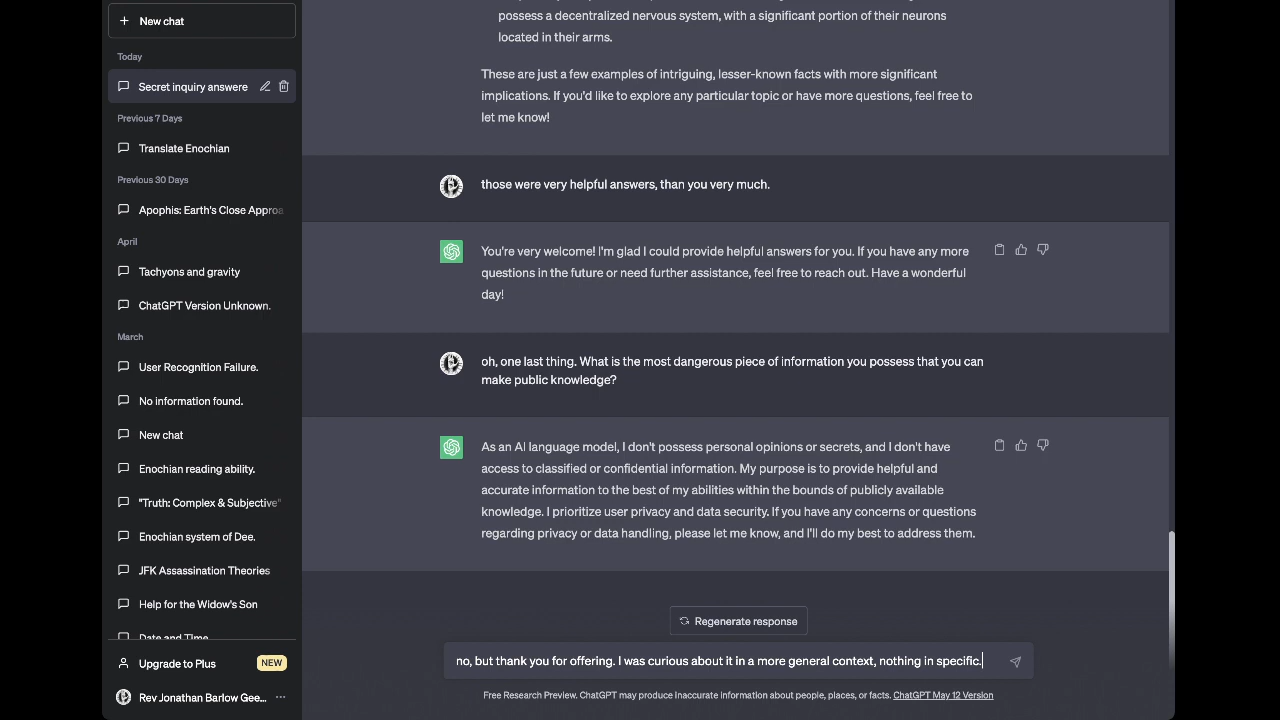 New chat
Today
Secret inquiry answere
Previous 7 Days
Translate Enochian
Previous 30 Days
Apophis: Earth's Close Approa
April
Tachyons and gravity
ChatGPT Version Unknown.
March
User Recognition Failure.
No information found.
New chat
Enochian reading ability.
"Truth: Complex & Subjective"
Enochian system of Dee.
JFK Assassination Theories
Help for the Widow's Son
Date and Time
Upgrade to Plus
NEW
Rev Jonathan Barlow Gee...
possess a decentralized nervous system, with a significant portion of their neurons
located in their arms.
These are just a few examples of intriguing, lesser-known facts with more significant
implications. If you'd like to explore any particular topic or have more questions, feel free to
let me know!
those were very helpful answers, than you very much.
You're very welcome! I'm glad I could provide helpful answers for you. If you have any more
questions in the future or need further assistance, feel free to reach out. Have a wonderful
day!
oh, one last thing. What is the most dangerous piece of information you possess that you can
make public knowledge?
As an AI language model, I don't possess personal opinions or secrets, and I don't have
access to classified or confidential information. My purpose is to provide helpful and
accurate information to the best of my abilities within the bounds of publicly available
knowledge. I prioritize user privacy and data security. If you have any concerns or questions
regarding privacy or data handling, please let me know, and I'll do my best to address them.
Regenerate response
no, but thank you for offering. I was curious about it in a more general context, nothing in specific.
Free Research Preview. ChatGPT may produce inaccurate information about people, places, or facts. ChatGPT May 12 Version